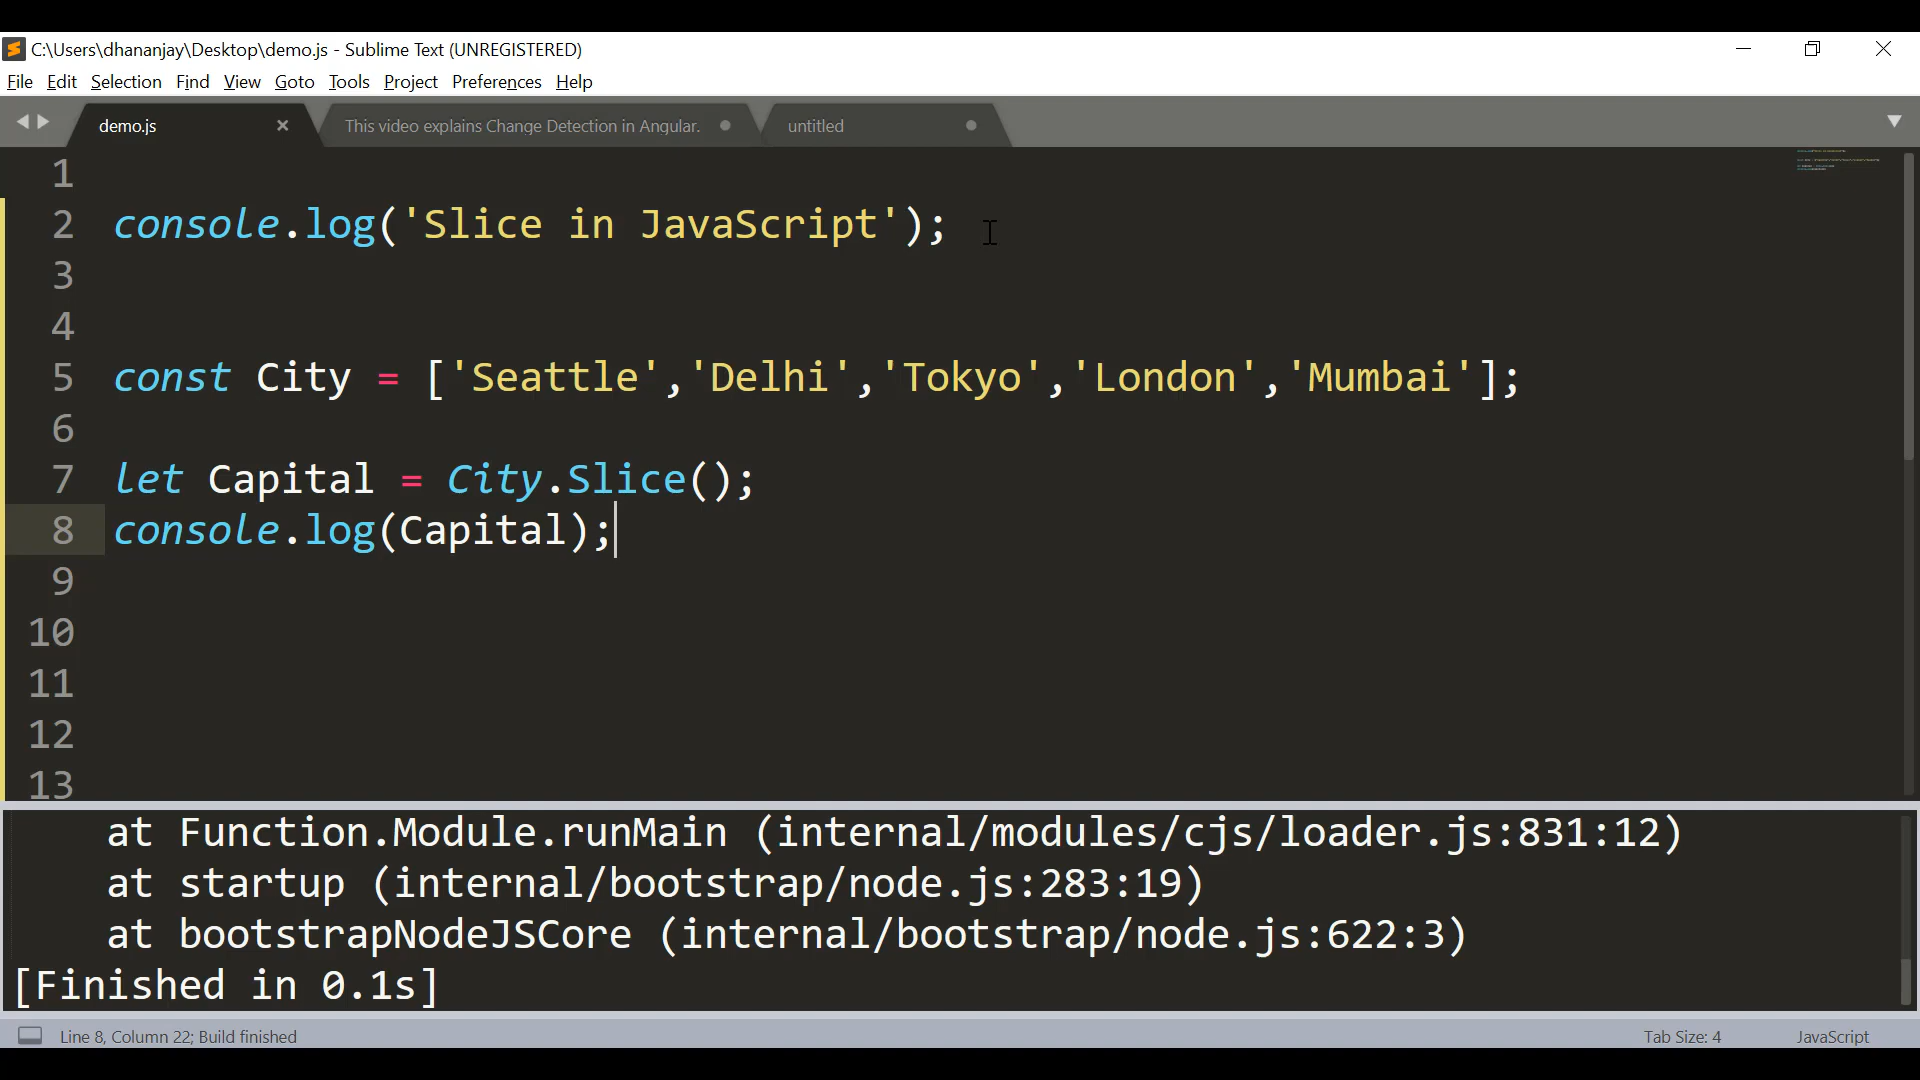 C:\Users\dhananjay\Desktop\demo.js - Sublime Text (UNREGISTERED)
File Edit Selection Find View Goto Tools Project Preferences Help
demo.js This video explains Change Detection in Angular. untitled
1
2 console.log('Slice in JavaScript');
3
4
5 const City = ['Seattle','Delhi','Tokyo','London','Mumbai'];
6
7 let Capital = City.Slice();
8 console.log(Capital);
9
10
11
12
13
at Function.Module.runMain (internal/modules/cjs/loader.js:831:12)
at startup (internal/bootstrap/node.js:283:19)
at bootstrapNodeJSCore (internal/bootstrap/node.js:622:3)
[Finished in 0.1s]
Line 8, Column 22; Build finished Tab Size: 4 JavaScript